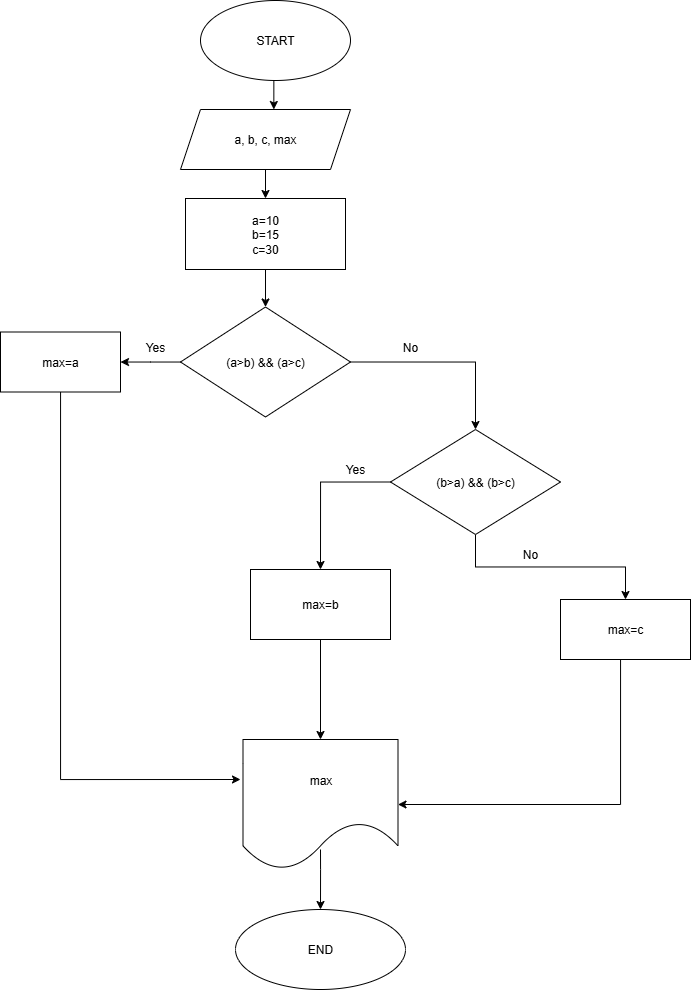 START
a, b, c, max
a=10
b=15
c=30
(a>b) && (a>c)
Yes
No
max=a
(b>a) && (b>c)
Yes
No
max=b
max=c
max
END